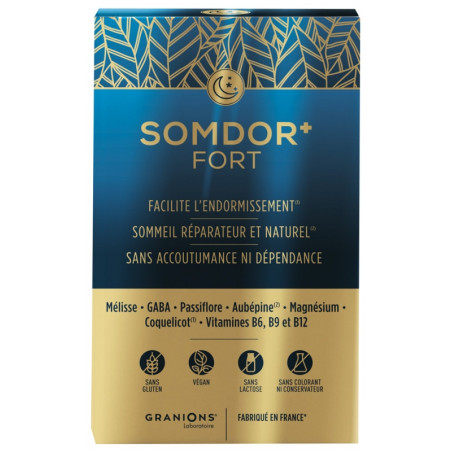 SOMDOR+
FORT
FACILITE L'ENDORMISSEMENT(1)
SOMMEIL RÉPARATEUR ET NATUREL(2)
SANS ACCOUTUMANCE NI DÉPENDANCE
Mélisse • GABA • Passiflore • Aubépine(2) • Magnésium •
Coquelicot(1) • Vitamines B6, B9 et B12
SANS GLUTEN
VÉGAN
SANS LACTOSE
SANS COLORANT NI CONSERVATEUR
GRANIONS®
Laboratoire
FABRIQUÉ EN FRANCE*